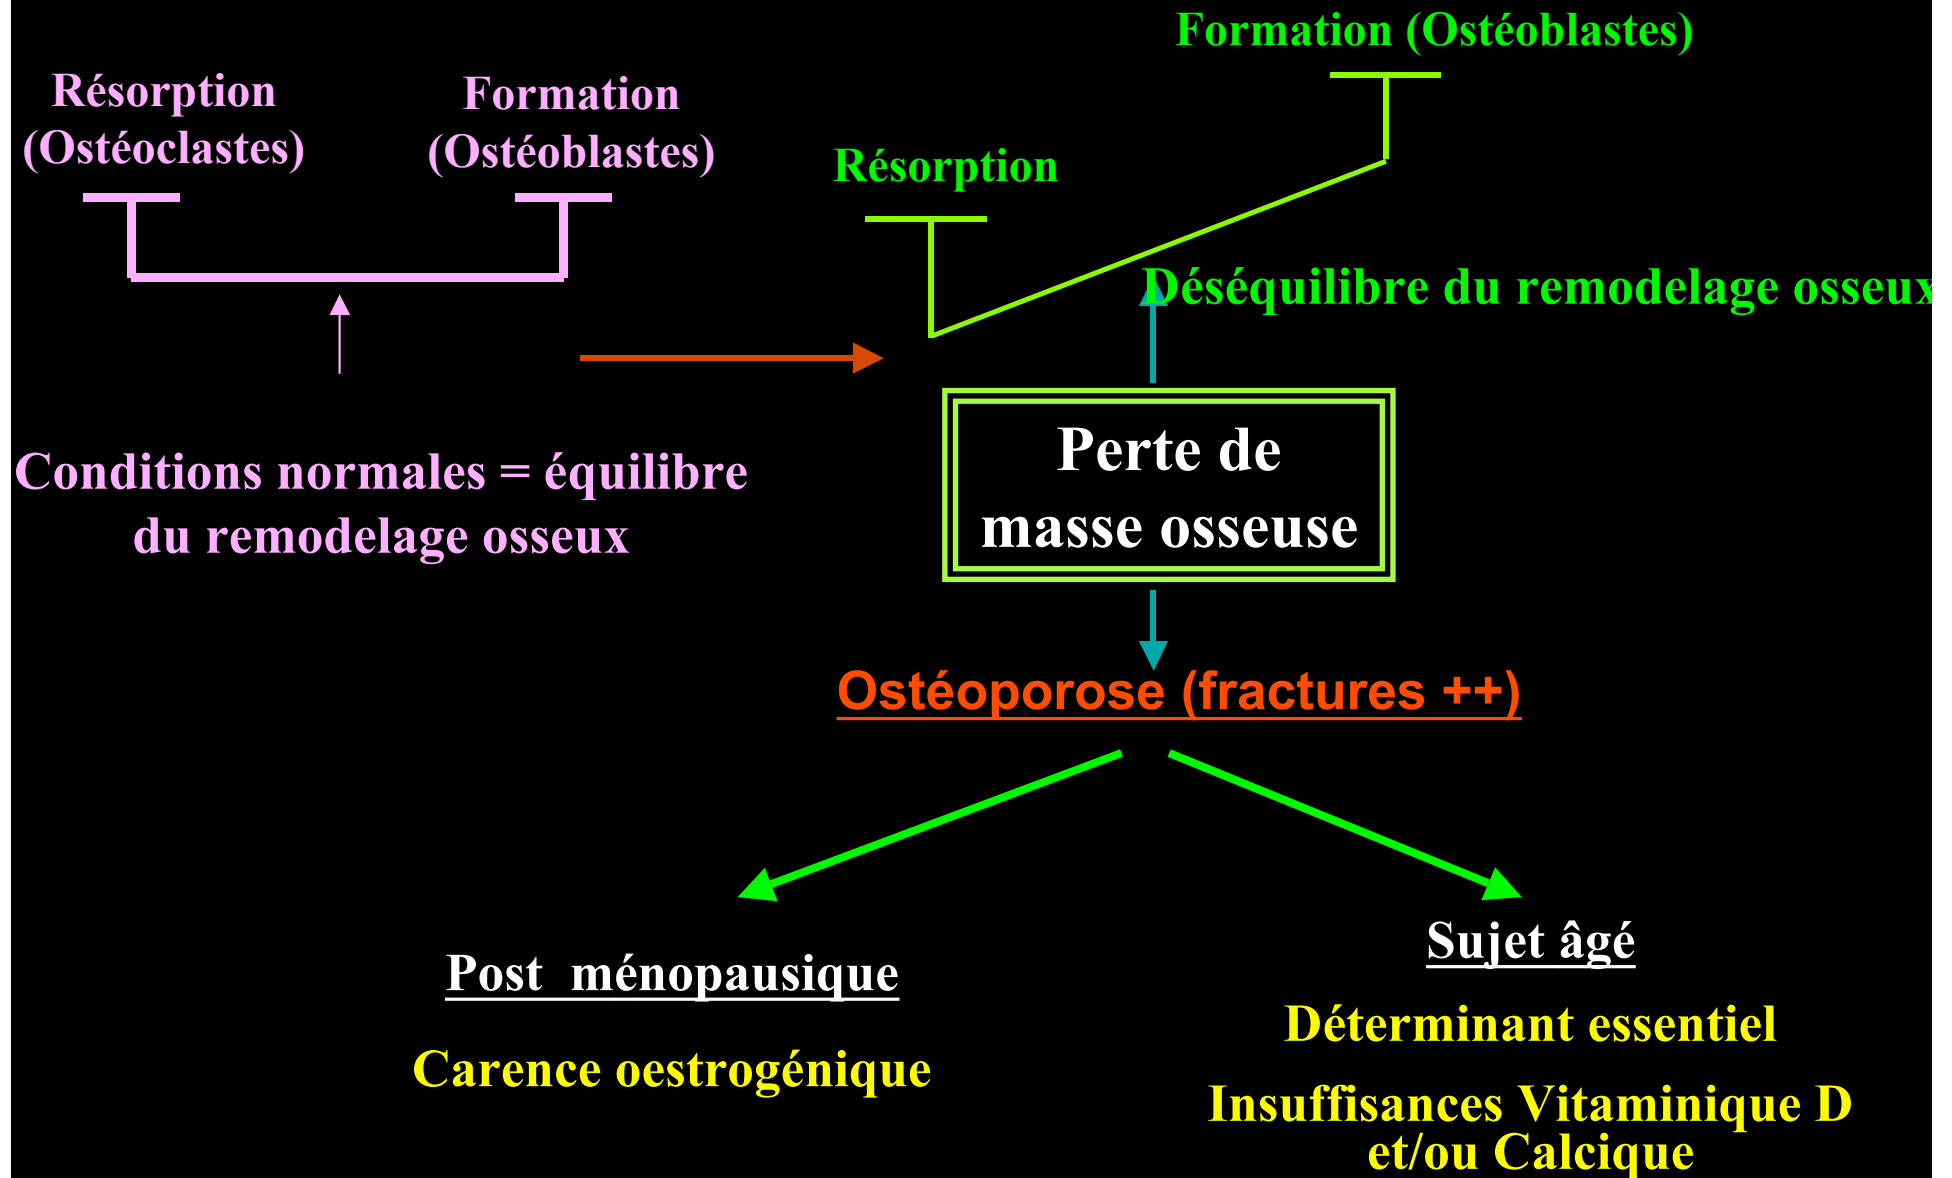 Formation (Ostéoblastes)
Résorption
(Ostéoclastes)
Formation
(Ostéoblastes)
Résorption
Déséquilibre du remodelage osseux
Conditions normales = équilibre
du remodelage osseux
Perte de
masse osseuse
Ostéoporose (fractures ++)
Post ménopausique
Carence oestrogénique
Sujet âgé
Déterminant essentiel
Insuffisances Vitaminique D
et/ou Calcique